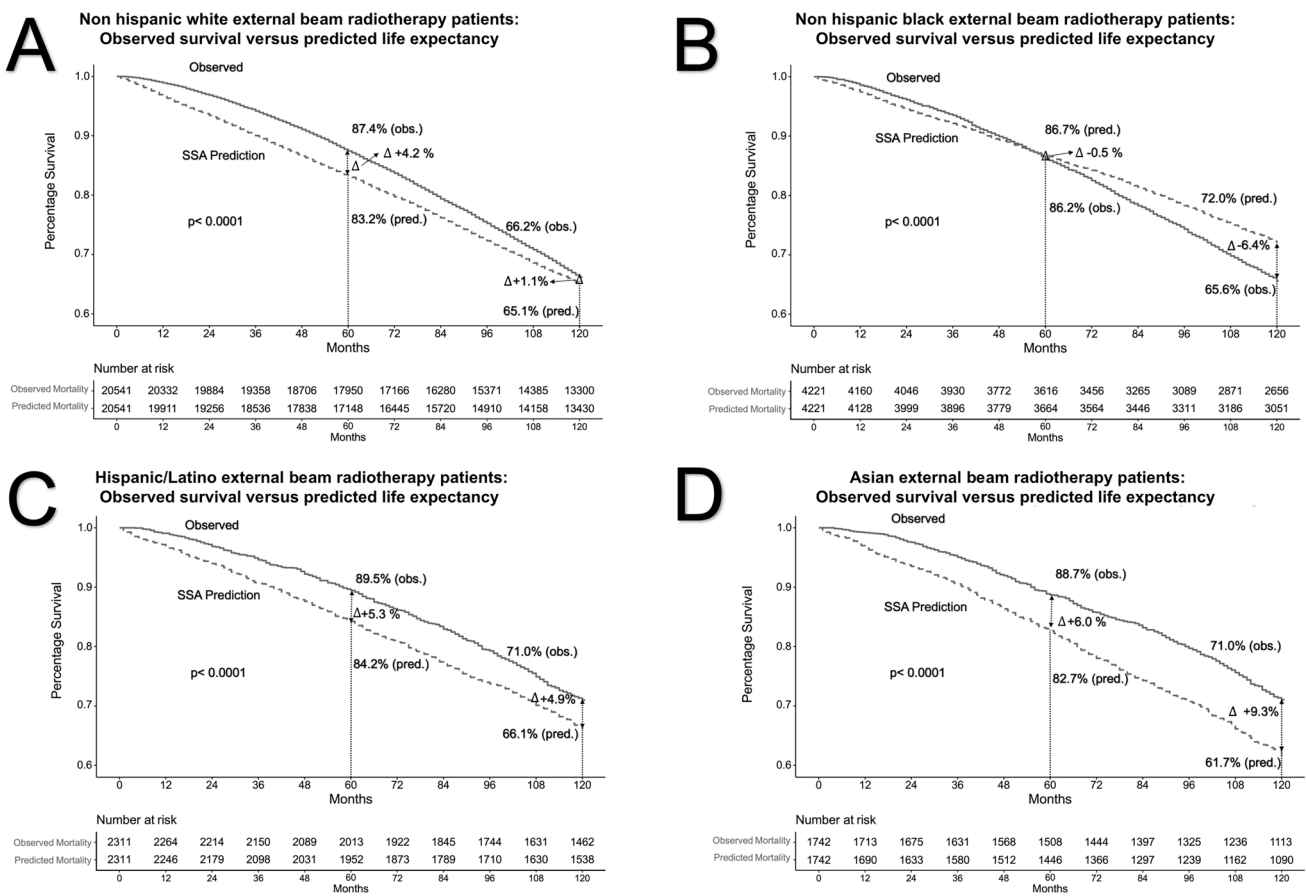 A
Non hispanic white external beam radiotherapy patients:
Observed survival versus predicted life expectancy
Observed
SSA Prediction
87.4% (obs.)
Δ +4.2 %
Δ
83.2% (pred.)
p< 0.0001
66.2% (obs.)
Δ+1.1%
Δ
65.1% (pred.)
Percentage Survival
1.0
0.9
0.8
0.7
0.6
0 12 24 36 48 60 72 84 96 108 120
Months
Number at risk
Observed Mortality 20541 20332 19884 19358 18706 17950 17166 16280 15371 14385 13300
Predicted Mortality 20541 19911 19256 18536 17838 17148 16445 15720 14910 14158 13430
0 12 24 36 48 60 72 84 96 108 120
Months
B
Non hispanic black external beam radiotherapy patients:
Observed survival versus predicted life expectancy
Observed
SSA Prediction
86.7% (pred.)
Δ -0.5 %
Δ
86.2% (obs.)
p< 0.0001
72.0% (pred.)
Δ-6.4%
65.6% (obs.)
Percentage Survival
1.0
0.9
0.8
0.7
0.6
0 12 24 36 48 60 72 84 96 108 120
Months
Number at risk
Observed Mortality 4221 4160 4046 3930 3772 3616 3456 3265 3089 2871 2656
Predicted Mortality 4221 4128 3999 3896 3779 3664 3564 3446 3311 3186 3051
0 12 24 36 48 60 72 84 96 108 120
Months
C
Hispanic/Latino external beam radiotherapy patients:
Observed survival versus predicted life expectancy
Observed
SSA Prediction
89.5% (obs.)
Δ+5.3 %
84.2% (pred.)
p< 0.0001
71.0% (obs.)
Δ+4.9%
66.1% (pred.)
Percentage Survival
1.0
0.9
0.8
0.7
0.6
0 12 24 36 48 60 72 84 96 108 120
Months
Number at risk
Observed Mortality 2311 2264 2214 2150 2089 2013 1922 1845 1744 1631 1462
Predicted Mortality 2311 2246 2179 2098 2031 1952 1873 1789 1710 1630 1538
0 12 24 36 48 60 72 84 96 108 120
Months
D
Asian external beam radiotherapy patients:
Observed survival versus predicted life expectancy
Observed
SSA Prediction
88.7% (obs.)
Δ+6.0 %
82.7% (pred.)
p< 0.0001
71.0% (obs.)
Δ +9.3%
61.7% (pred.)
Percentage Survival
1.0
0.9
0.8
0.7
0.6
0 12 24 36 48 60 72 84 96 108 120
Months
Number at risk
Observed Mortality 1742 1713 1675 1631 1568 1508 1444 1397 1325 1236 1113
Predicted Mortality 1742 1690 1633 1580 1512 1446 1366 1297 1239 1162 1090
0 12 24 36 48 60 72 84 96 108 120
Months